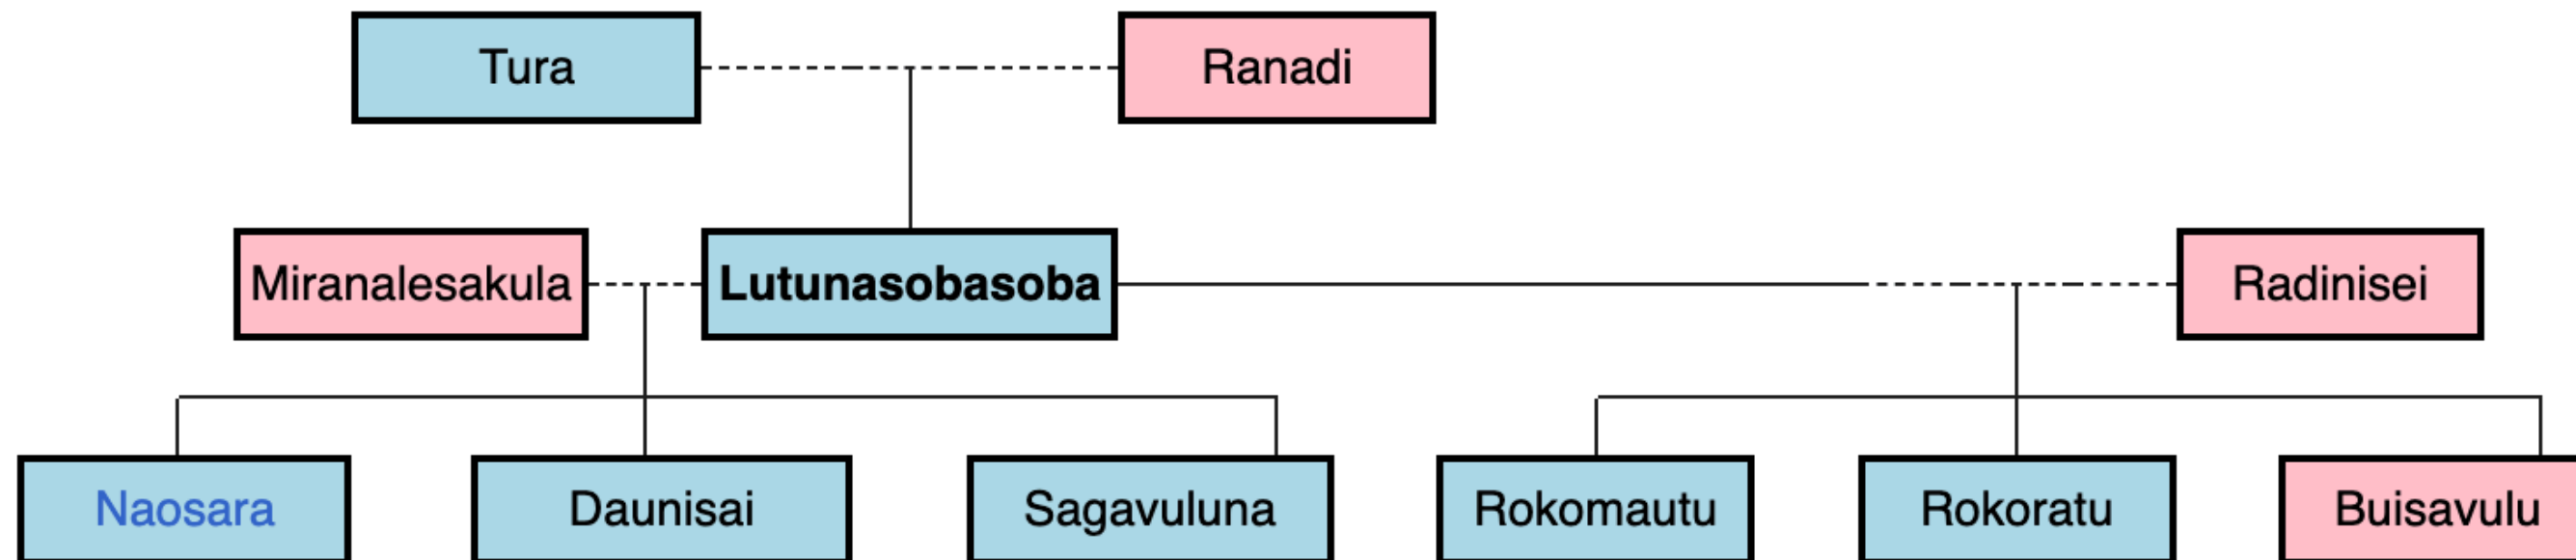 Tura
Ranadi
Miranalesakula
Lutunasobasoba
Radinisei
Naosara
Daunisai
Sagavuluna
Rokomautu
Rokoratu
Buisavulu